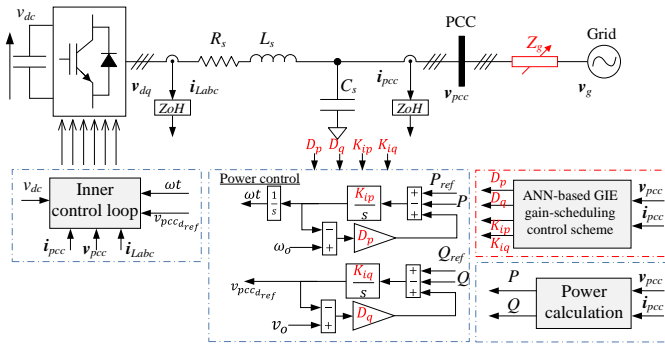 v_dc
R_s
L_s
PCC
Z_g
Grid
v_dq
i_Labc
C_s
i_pcc
v_pcc
v_g
ZoH
ZoH
D_p D_q K_ip K_iq
v_dc
Inner control loop
ωt
v_pcc_d_ref
i_pcc v_pcc i_Labc
Power control
ωt
1/s
K_ip/s
- + +
P_ref
P
- +
D_p
ω_o
v_pcc_d_ref
K_iq/s
- + +
Q_ref
Q
- +
D_q
v_o
D_p
D_q
K_ip
K_iq
ANN-based GIE
gain-scheduling
control scheme
v_pcc
i_pcc
P
Q
Power
calculation
v_pcc
i_pcc